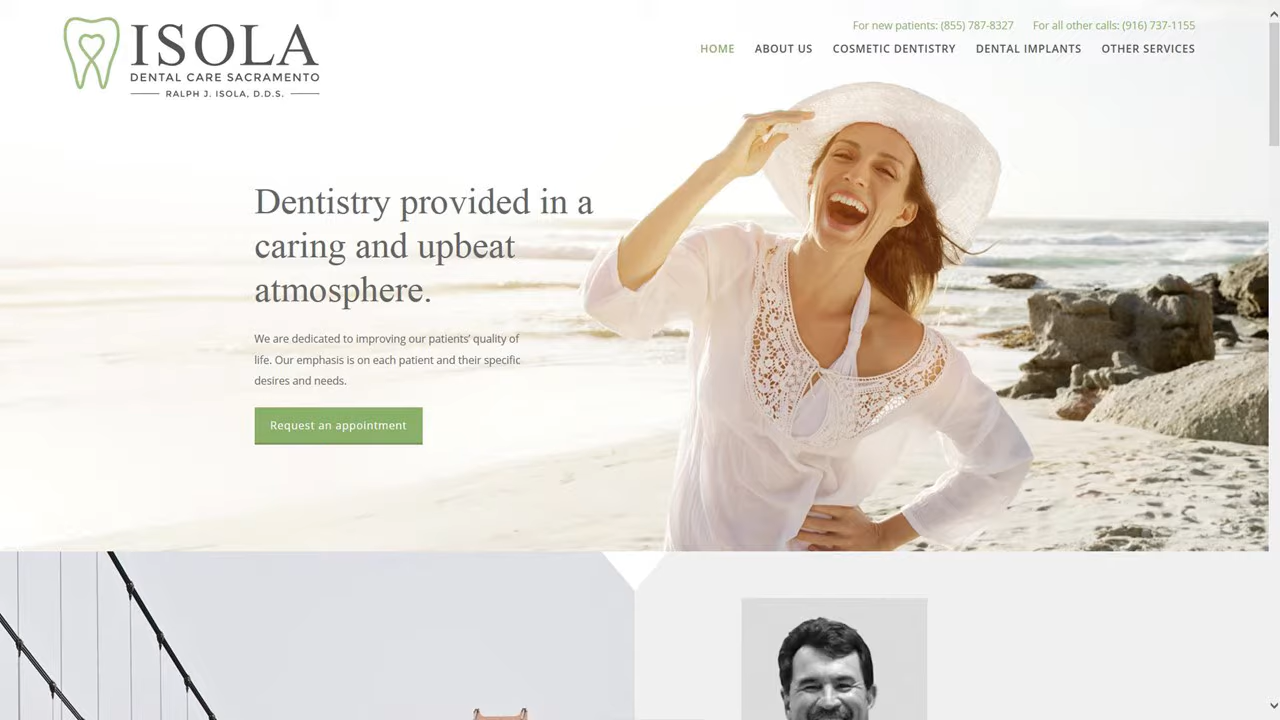 ISOLA
DENTAL CARE SACRAMENTO
RALPH J. ISOLA, D.D.S.
For new patients: (855) 787-8327 For all other calls: (916) 737-1155
HOME ABOUT US COSMETIC DENTISTRY DENTAL IMPLANTS OTHER SERVICES
Dentistry provided in a
caring and upbeat
atmosphere.
We are dedicated to improving our patients' quality of
life. Our emphasis is on each patient and their specific
desires and needs.
Request an appointment